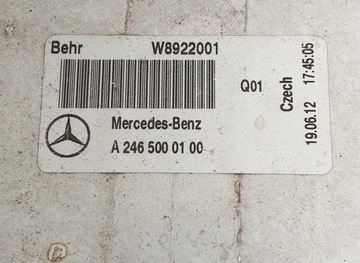 Behr W8922001
Q01
Mercedes-Benz
A 246 500 01 00
Czech 17:45:05
19.06.12